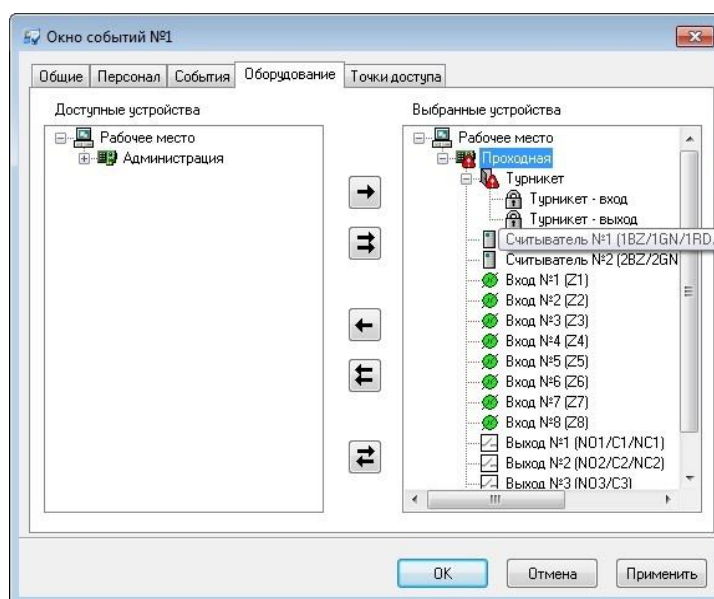 Окно событий №1
Общие Персонал События Оборудование Точки доступа
Доступные устройства
Рабочее место
Администрация
Выбранные устройства
Рабочее место
Проходная
Турникет
Турникет - вход
Турникет - выход
Считыватель №1 (1BZ/1GN/1RD.
Считыватель №2 (2BZ/2GN
Вход №1 (Z1)
Вход №2 (Z2)
Вход №3 (Z3)
Вход №4 (Z4)
Вход №5 (Z5)
Вход №6 (Z6)
Вход №7 (Z7)
Вход №8 (Z8)
Выход №1 (NO1/C1/NC1)
Выход №2 (NO2/C2/NC2)
Выход №3 (NO3/C3)
OK Отмена Применить